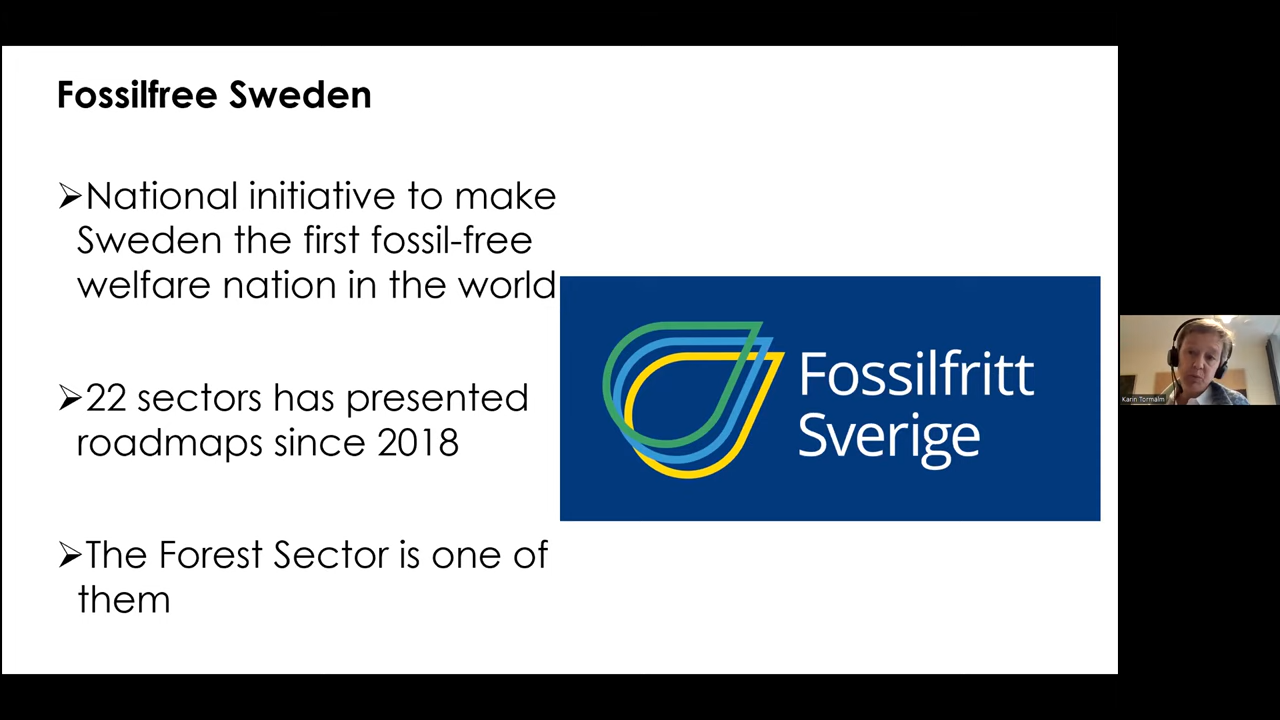 Fossilfree Sweden
➢National initiative to make
Sweden the first fossil-free
welfare nation in the world
➢22 sectors has presented
roadmaps since 2018
➢The Forest Sector is one of
them
Fossilfritt
Sverige
Karin Tormalm